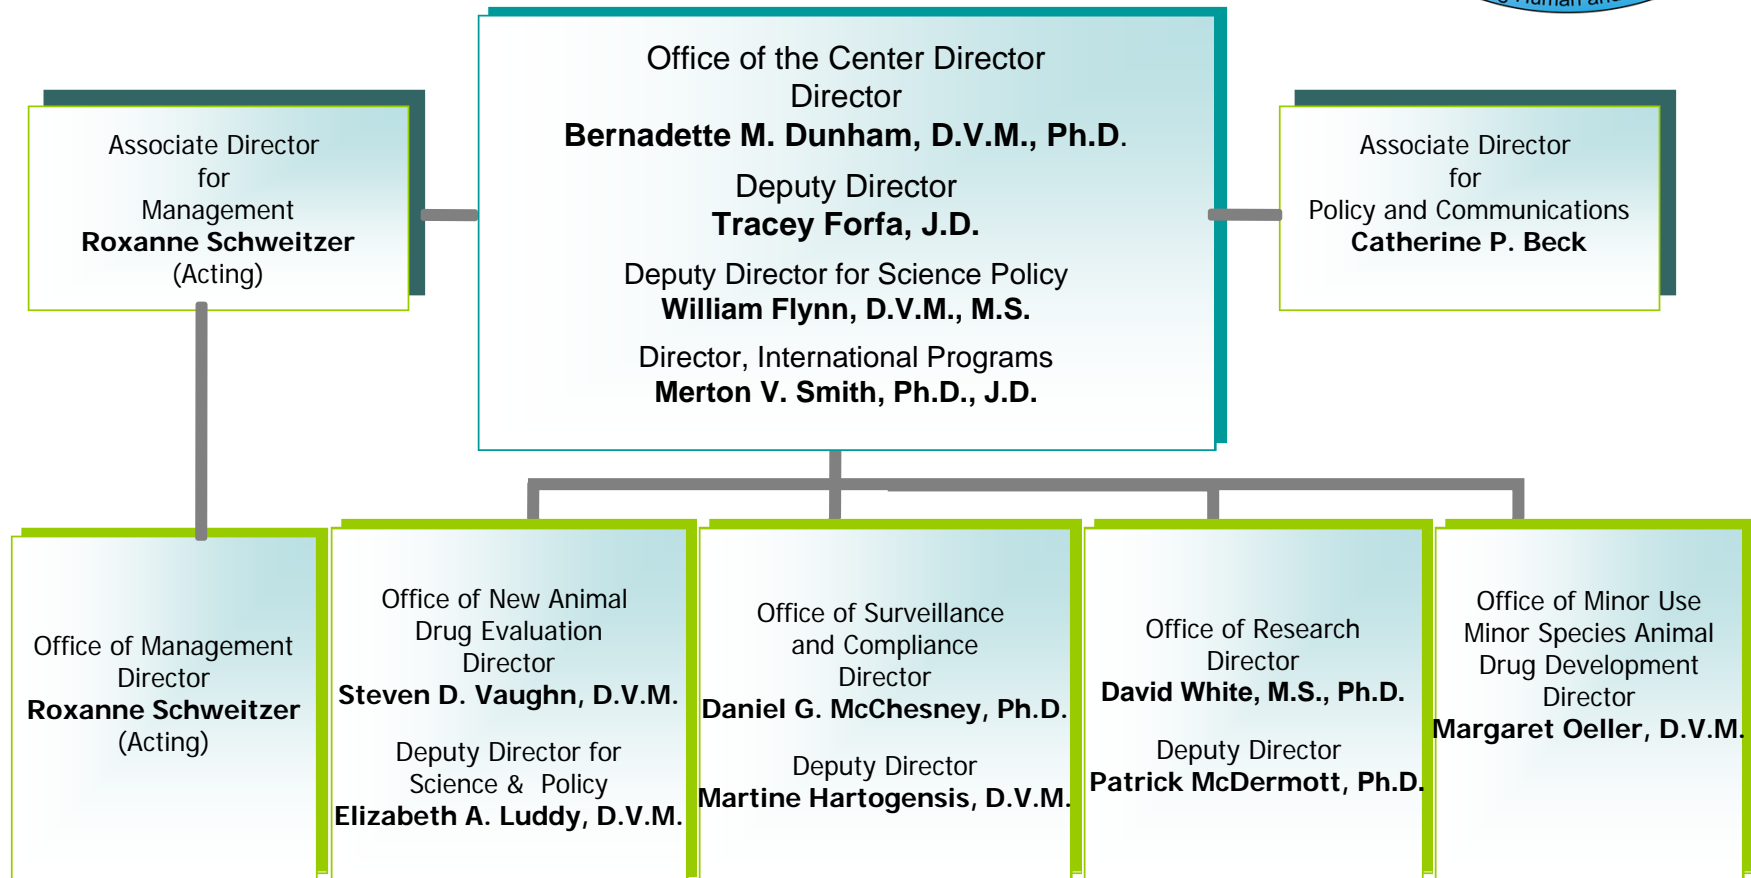 Human and
Office of the Center Director
Director
Bernadette M. Dunham, D.V.M., Ph.D.
Deputy Director
Tracey Forfa, J.D.
Deputy Director for Science Policy
William Flynn, D.V.M., M.S.
Director, International Programs
Merton V. Smith, Ph.D., J.D.
Associate Director
for
Management
Roxanne Schweitzer
(Acting)
Associate Director
for
Policy and Communications
Catherine P. Beck
Office of Management
Director
Roxanne Schweitzer
(Acting)
Office of New Animal
Drug Evaluation
Director
Steven D. Vaughn, D.V.M.
Deputy Director for
Science & Policy
Elizabeth A. Luddy, D.V.M.
Office of Surveillance
and Compliance
Director
Daniel G. McChesney, Ph.D.
Deputy Director
Martine Hartogensis, D.V.M.
Office of Research
Director
David White, M.S., Ph.D.
Deputy Director
Patrick McDermott, Ph.D.
Office of Minor Use
Minor Species Animal
Drug Development
Director
Margaret Oeller, D.V.M.